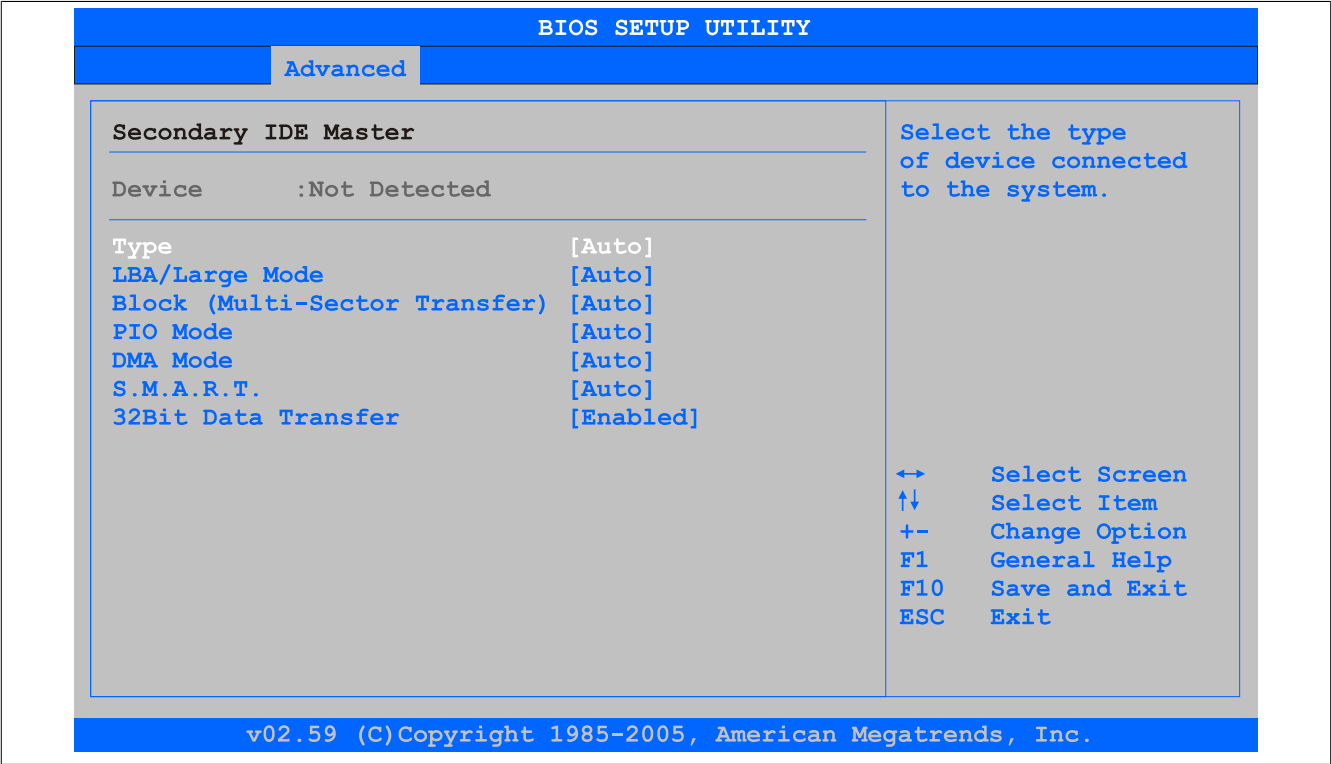 BIOS SETUP UTILITY
Advanced
Secondary IDE Master
Device :Not Detected
Type [Auto]
LBA/Large Mode [Auto]
Block (Multi-Sector Transfer) [Auto]
PIO Mode [Auto]
DMA Mode [Auto]
S.M.A.R.T. [Auto]
32Bit Data Transfer [Enabled]
Select the type
of device connected
to the system.
↔ Select Screen
↑↓ Select Item
+- Change Option
F1 General Help
F10 Save and Exit
ESC Exit
v02.59 (C)Copyright 1985-2005, American Megatrends, Inc.